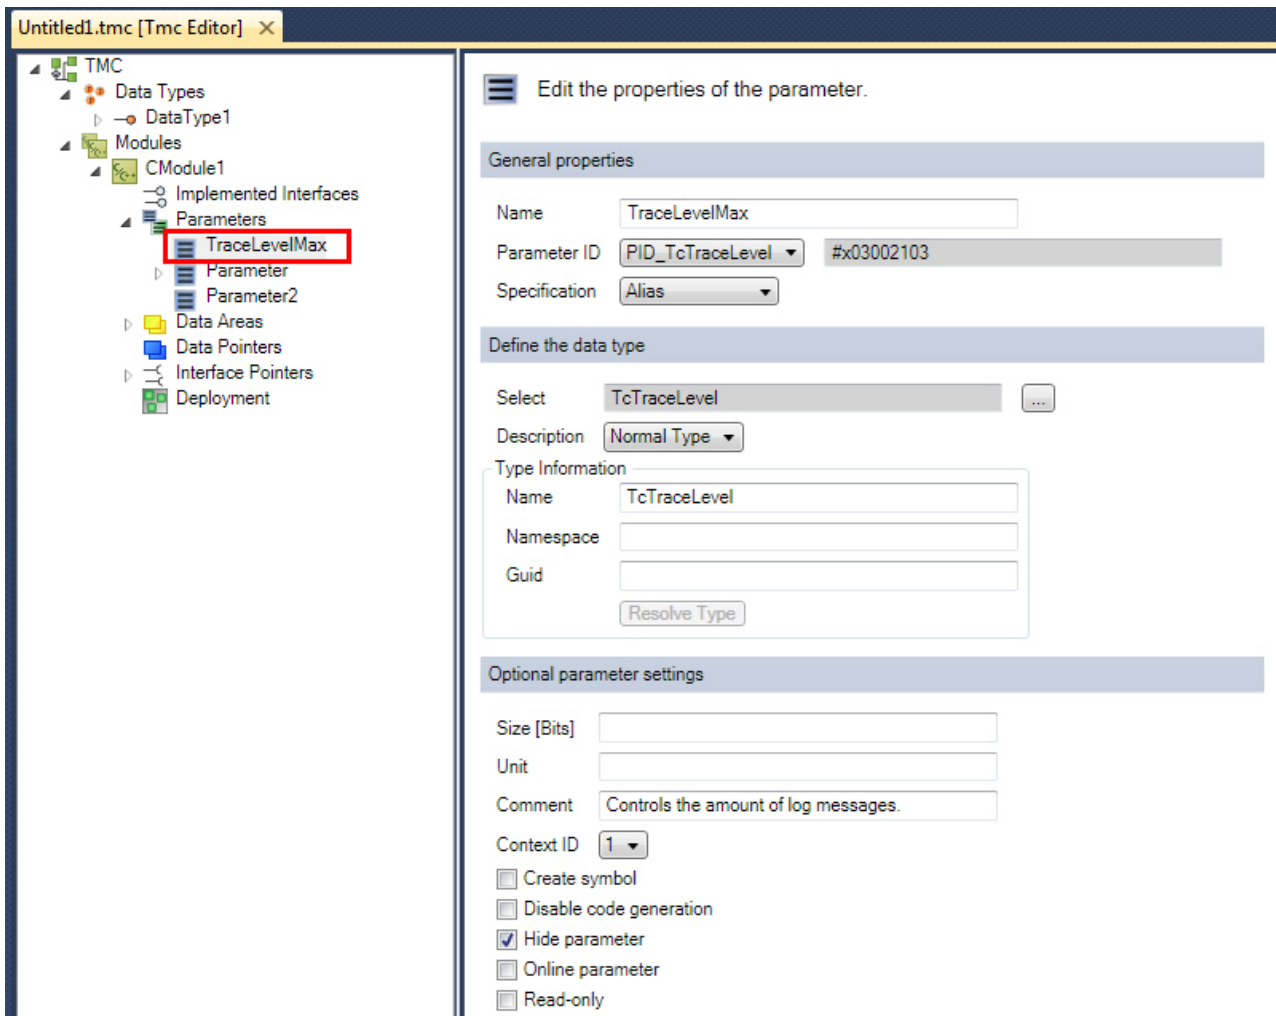 Untitled1.tmc [Tmc Editor]
TMC
Data Types
DataType1
Modules
CModule1
Implemented Interfaces
Parameters
TraceLevelMax
Parameter
Parameter2
Data Areas
Data Pointers
Interface Pointers
Deployment
Edit the properties of the parameter.
General properties
Name TraceLevelMax
Parameter ID PID_TcTraceLevel #x03002103
Specification Alias
Define the data type
Select TcTraceLevel ...
Description Normal Type
Type Information
Name TcTraceLevel
Namespace
Guid
Resolve Type
Optional parameter settings
Size [Bits]
Unit
Comment Controls the amount of log messages.
Context ID 1
Create symbol
Disable code generation
Hide parameter
Online parameter
Read-only